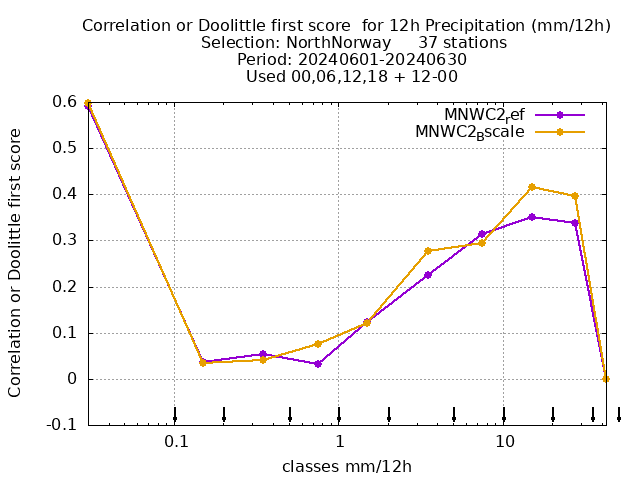 Correlation or Doolittle first score  for 12h Precipitation (mm/12h)
Selection: NorthNorway     37 stations
Period: 20240601-20240630
Used 00,06,12,18 + 12-00
MNWC2ref
MNWC2Bscale
0.6
0.5
0.4
0.3
0.2
0.1
0
-0.1
Correlation or Doolittle first score
0.1 1 10
classes mm/12h